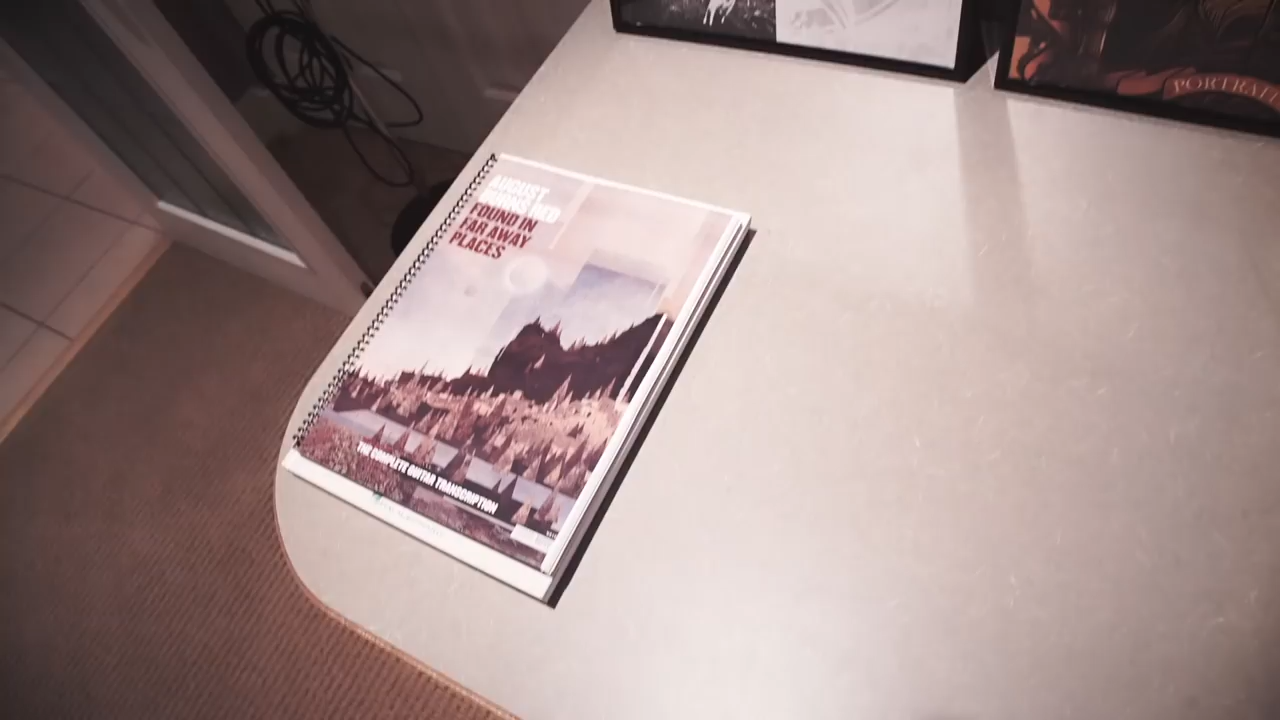 PORTRAIT
AUGUST
BURNS RED
FOUND IN
FAR AWAY
PLACES
THE COMPLETE GUITAR TRANSCRIPTION